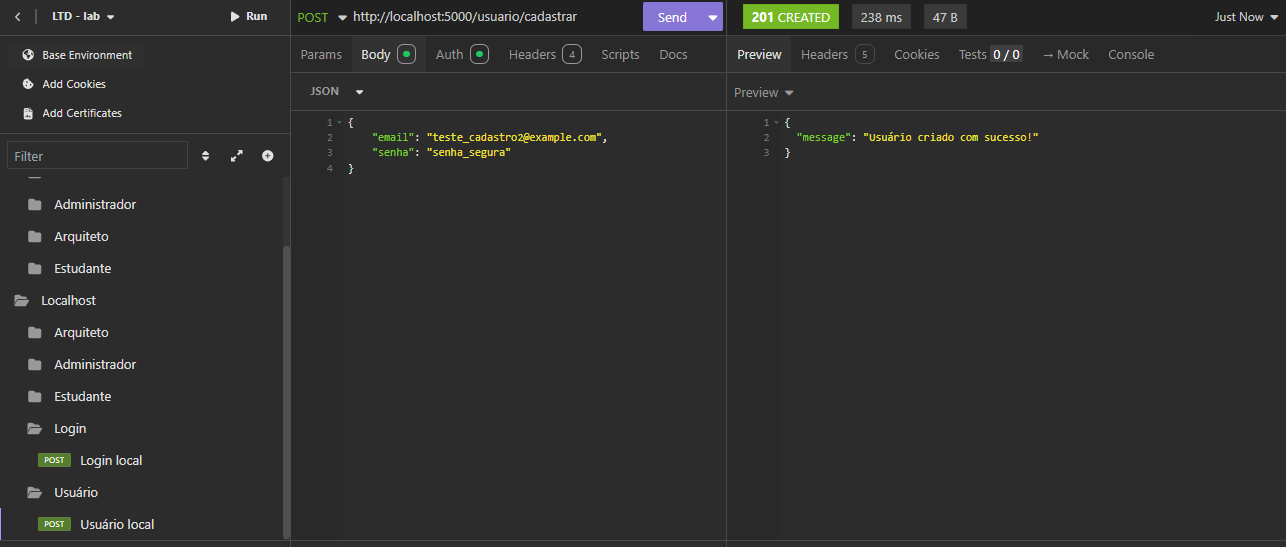 LTD - lab
Run
Base Environment
Add Cookies
Add Certificates
Filter
Administrador
Arquiteto
Estudante
Localhost
Arquiteto
Administrador
Estudante
Login
POST Login local
Usuário
POST Usuário local
POST http://localhost:5000/usuario/cadastrar Send
Params Body Auth Headers 4 Scripts Docs
JSON
1 {
2 "email": "teste_cadastro2@example.com",
3 "senha": "senha_segura"
4 }
201 CREATED 238 ms 47 B Just Now
Preview Headers 5 Cookies Tests 0 / 0 → Mock Console
Preview
1 {
2 "message": "Usuário criado com sucesso!"
3 }